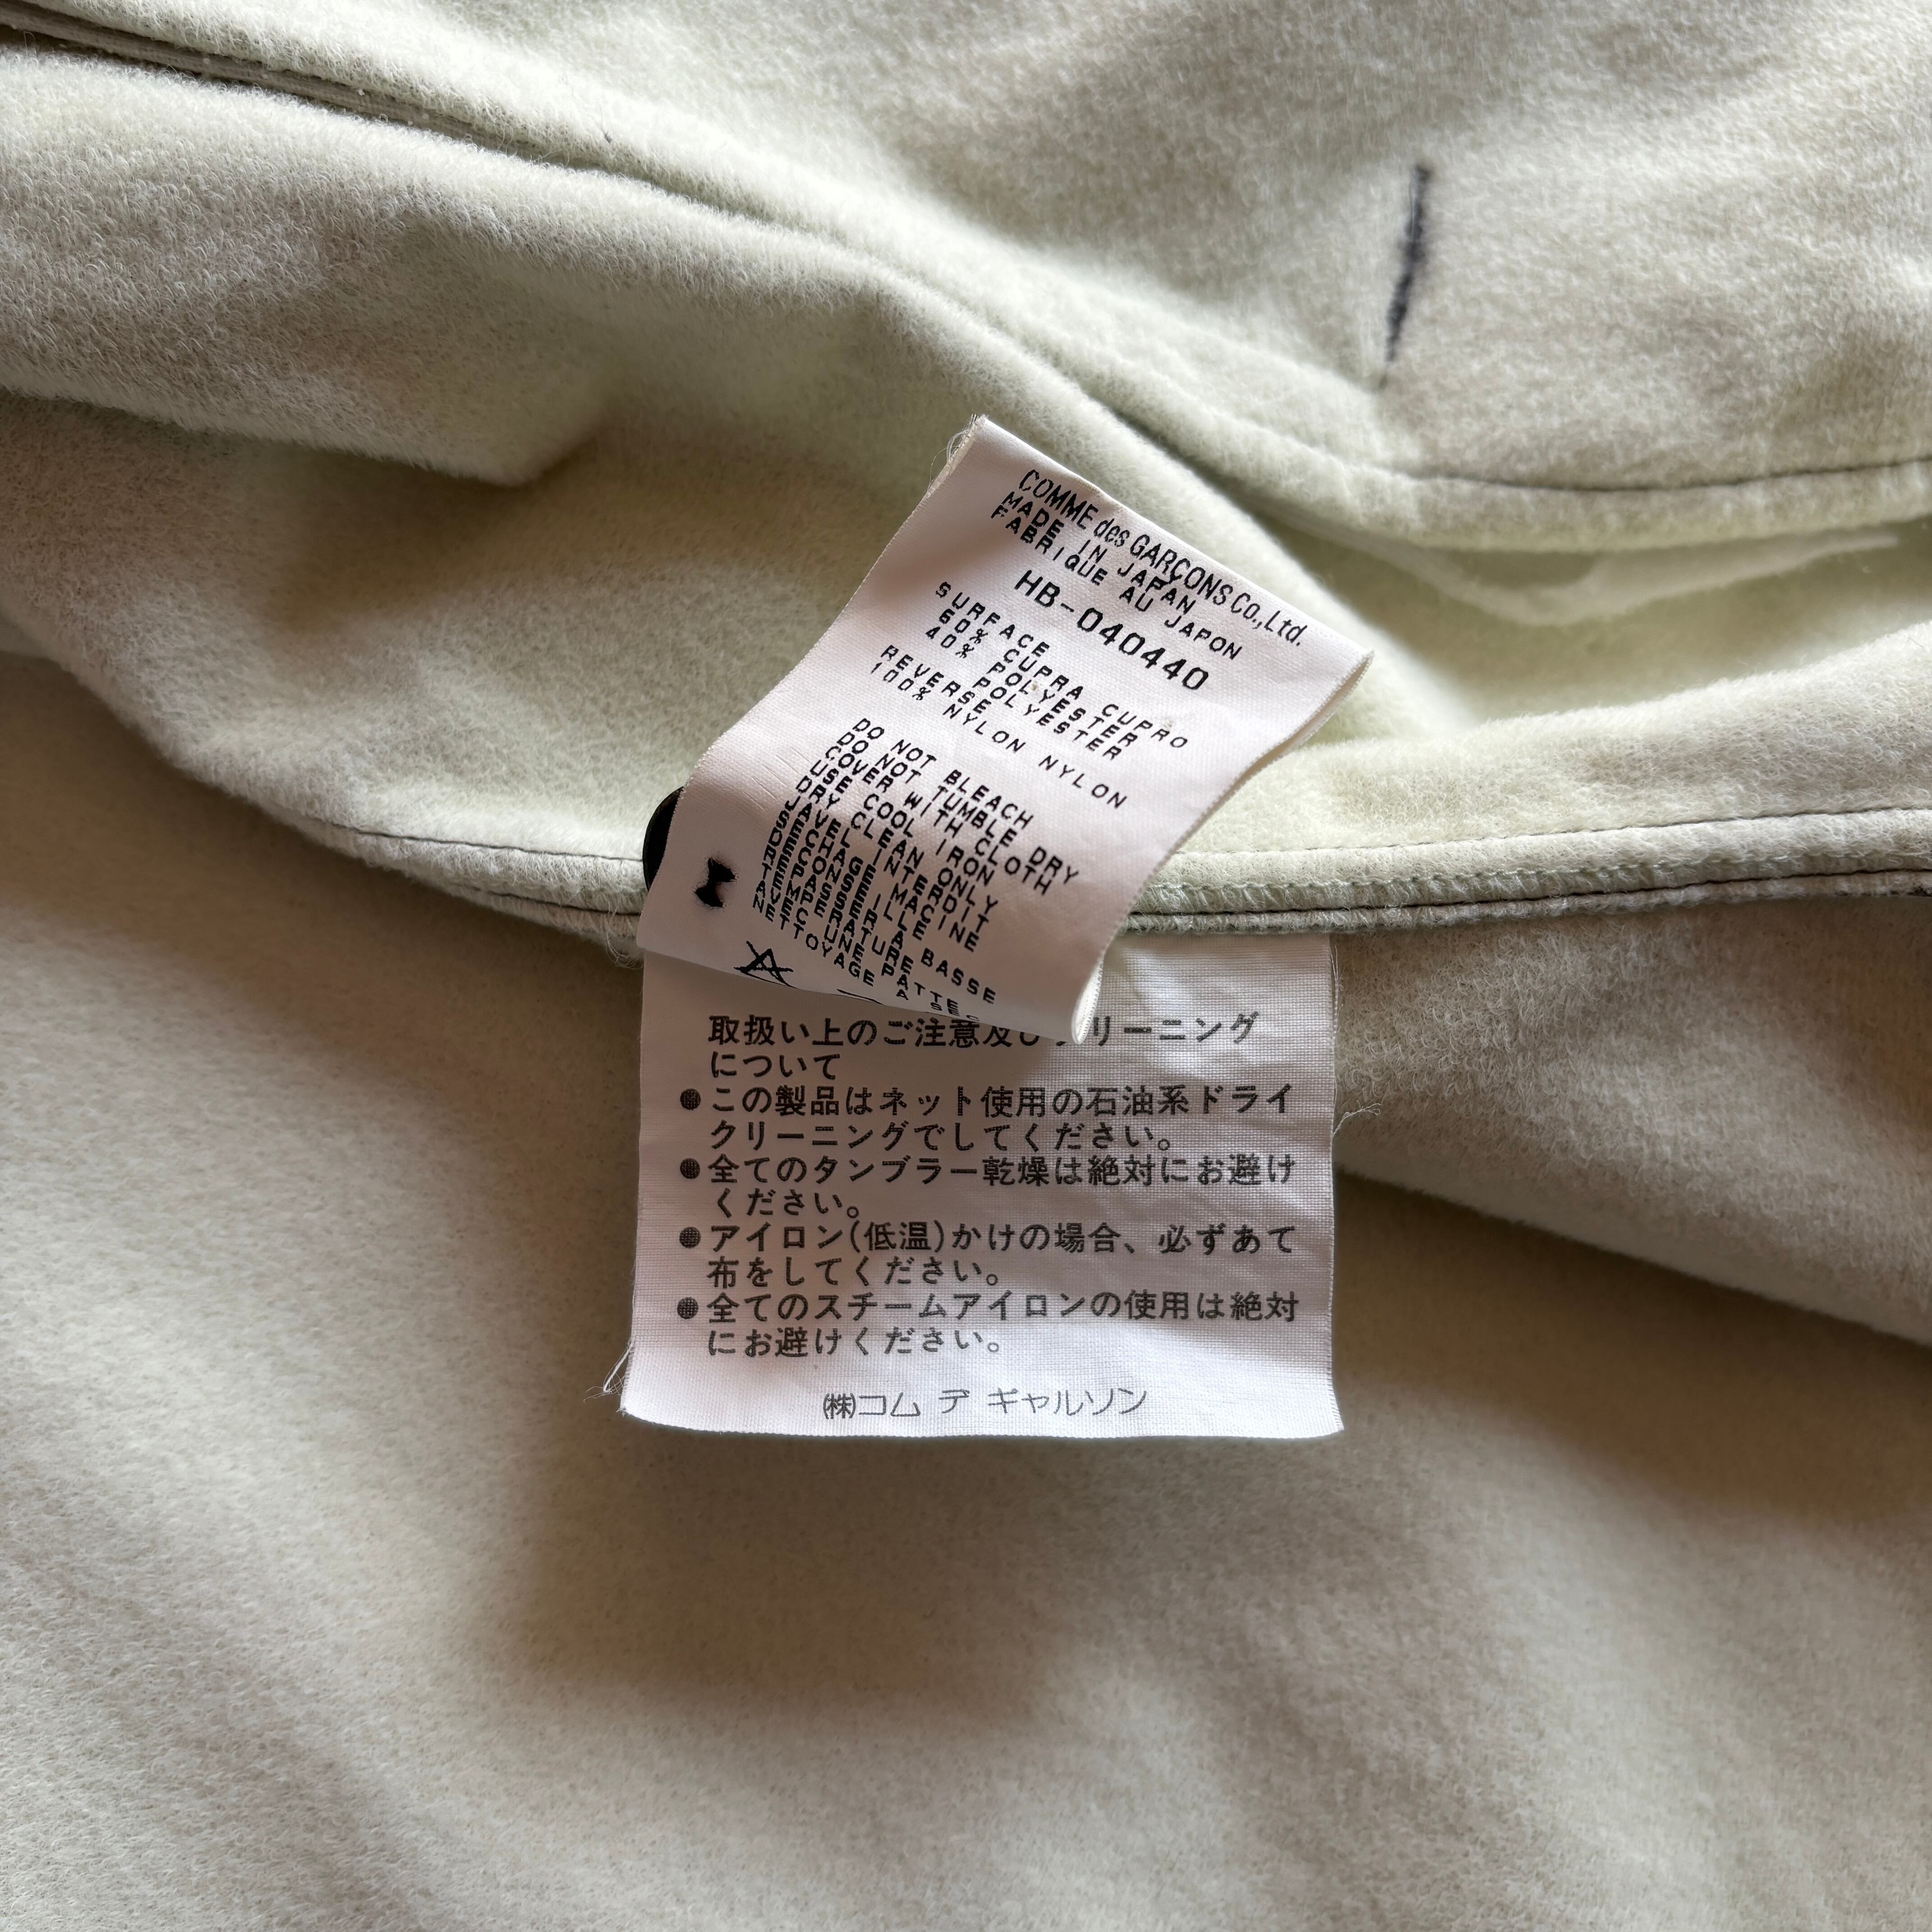 COMME des GARÇONS Co.,Ltd.
MADE IN JAPAN
FABRIQUE AU JAPON
HB-040440
SURFACE
60% CUPRA CUPRO
40% POLYESTER
POLYESTER
REVERSE
100% NYLON NYLON
DO NOT BLEACH
DO NOT TUMBLE DRY
COVER WITH CLOTH
USE COOL IRON
DRY CLEAN ONLY
JAVEL INTERDIT
BASSE
NETTOYAGE A SEC
取扱い上のご注意及び リーニング
について
●この製品はネット使用の石油系ドライ
クリーニングでしてください。
●全てのタンブラー乾燥は絶対にお避け
ください。
●アイロン(低温)かけの場合、必ずあて
布をしてください。
●全てのスチームアイロンの使用は絶対
にお避けください。
㈱コム デ ギャルソン